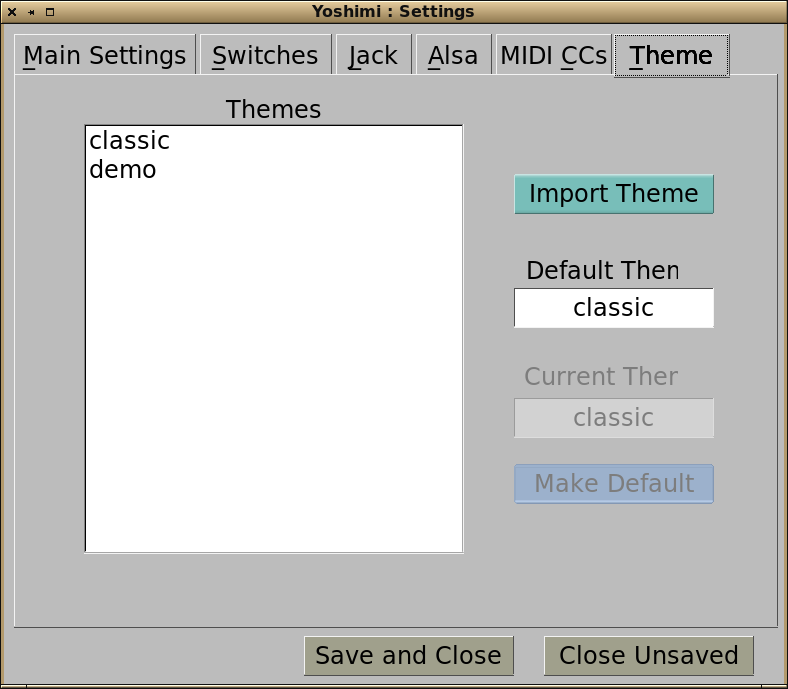 Yoshimi : Settings
Main Settings Switches Jack Alsa MIDI CCs Theme
Themes
classic
demo
Import Theme
Default Then
classic
Current Ther
classic
Make Default
Save and Close Close Unsaved